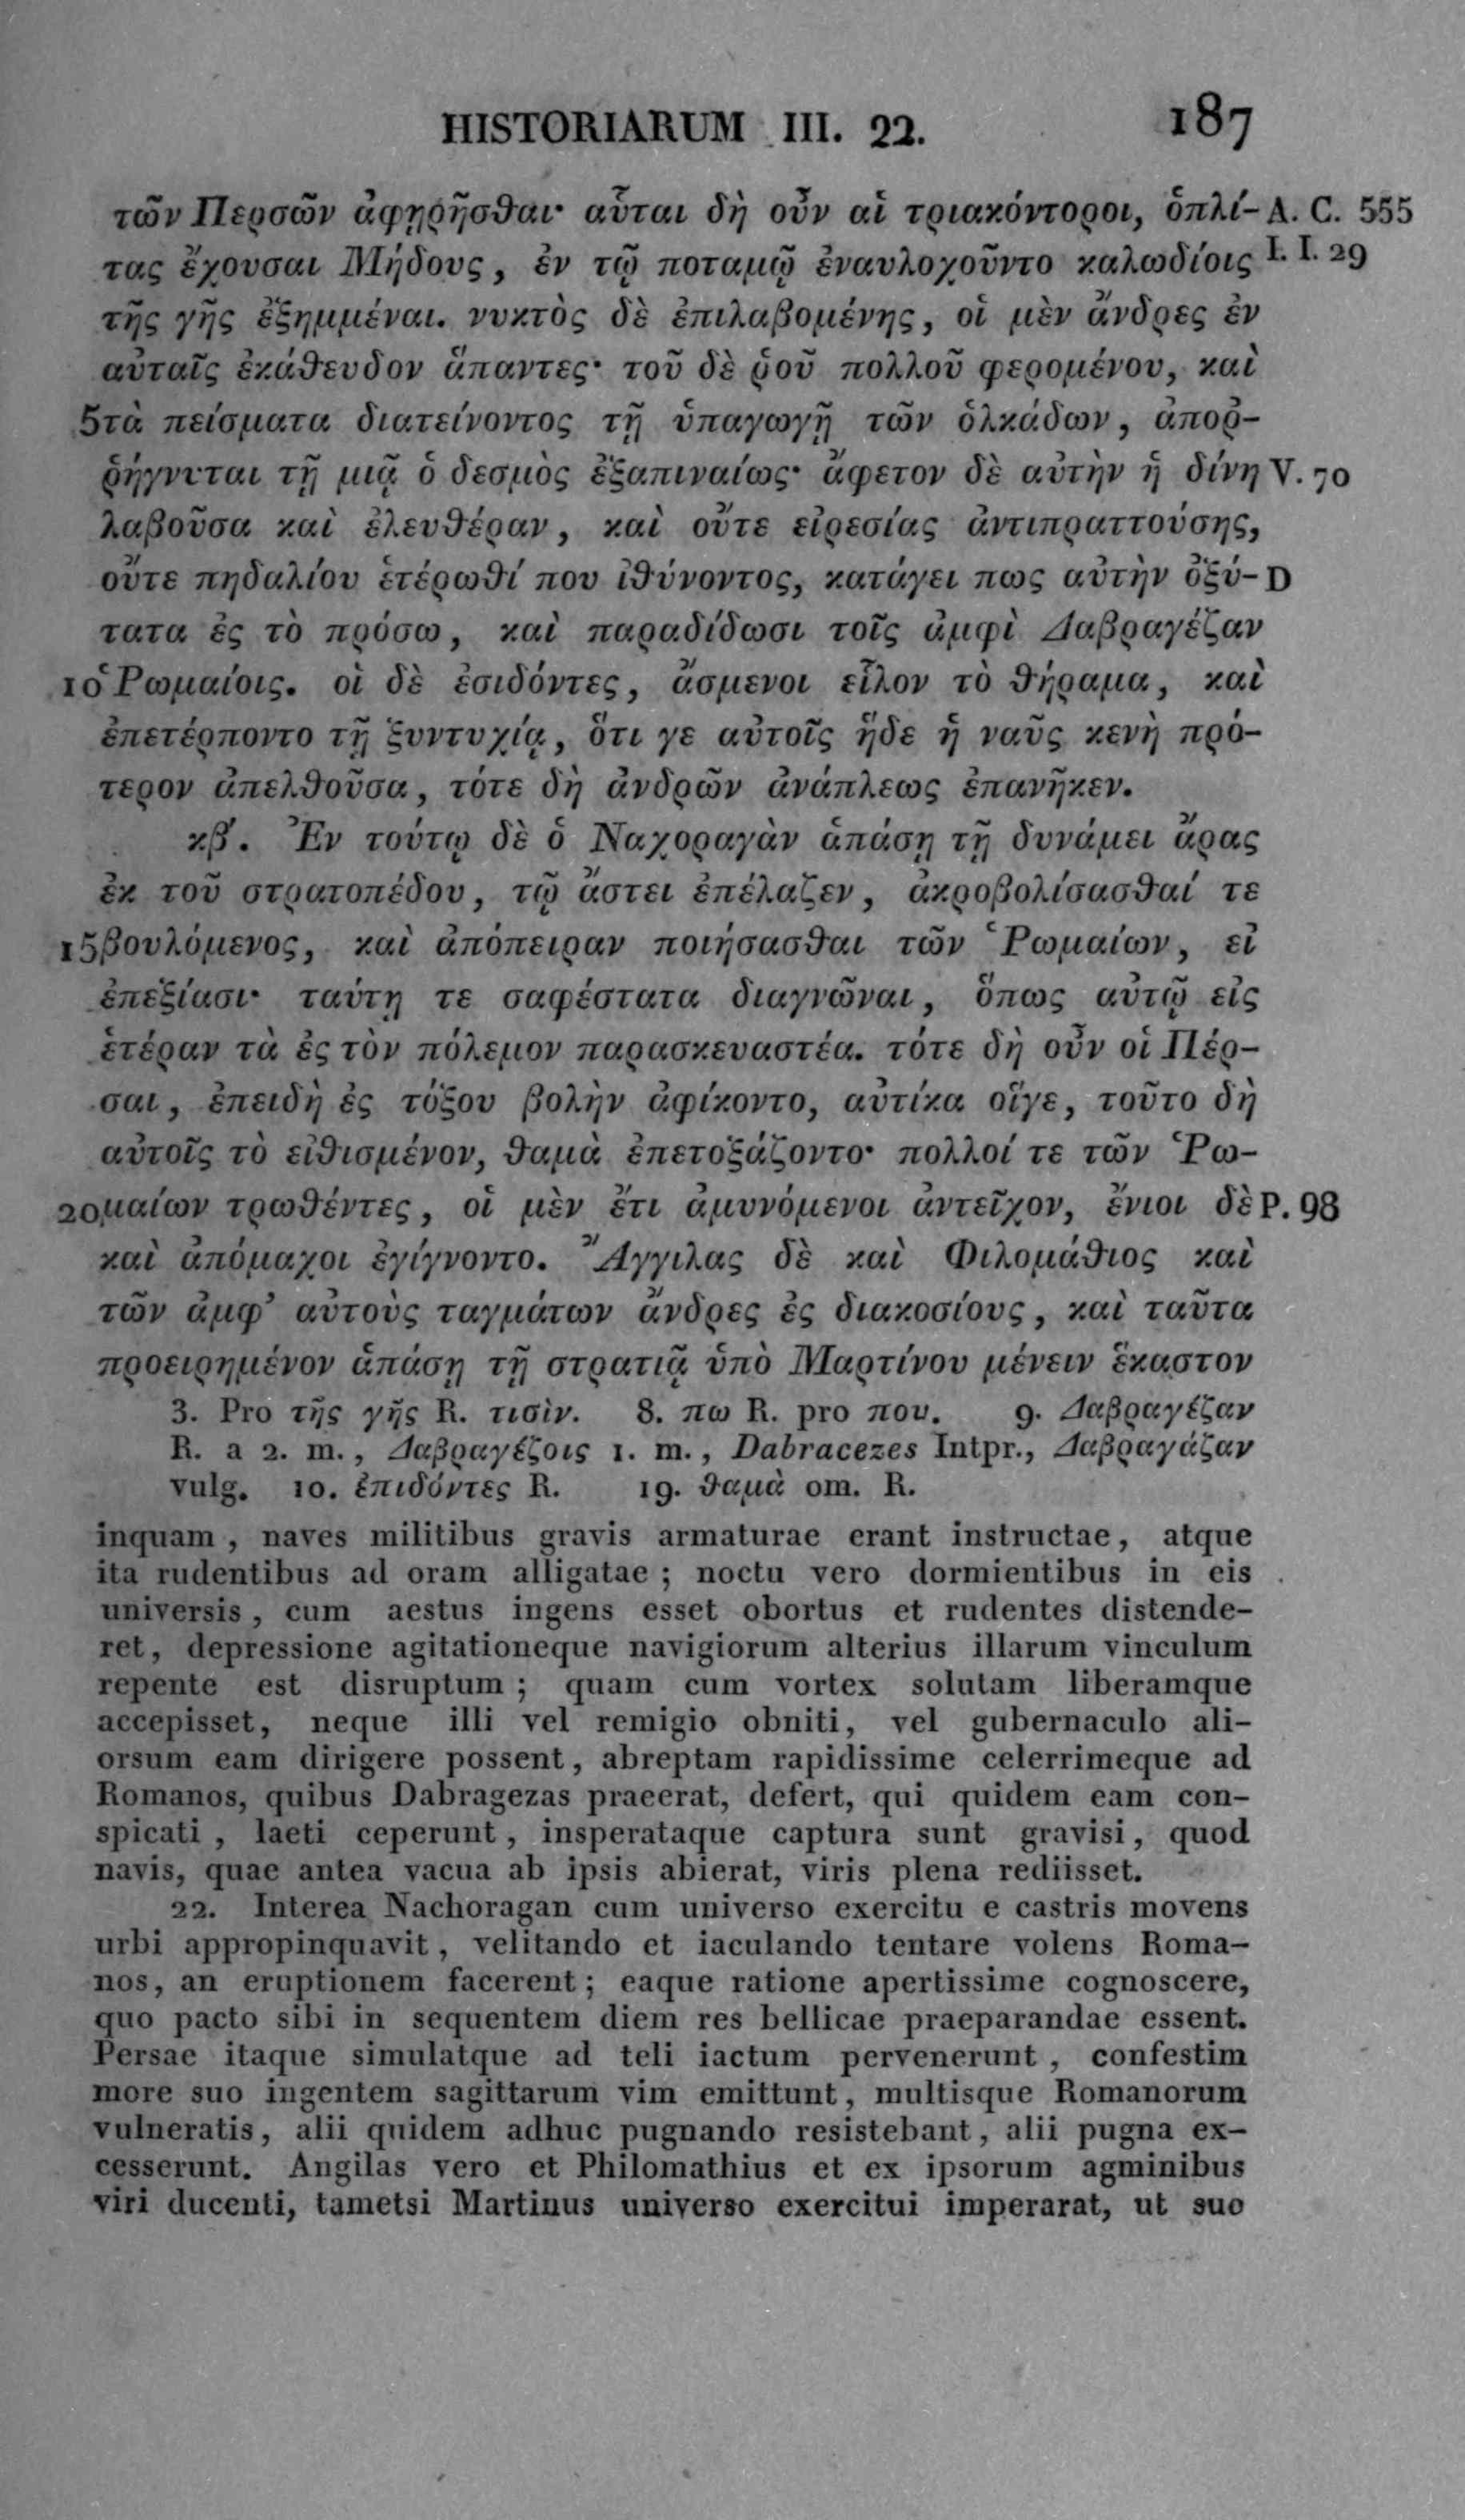 HISTORIARUM III. 22. 187
τῶν Περσῶν ἀφῃρῆσθαι· αὗται δὴ οὖν αἱ τριακόντοροι, ὁπλί- A. C. 555
τας ἔχουσαι Μήδους, ἐν τῷ ποταμῷ ἐναυλοχοῦντο καλωδίοις I. I. 29
τῆς γῆς ἐξημμέναι. νυκτὸς δὲ ἐπιλαβομένης, οἱ μὲν ἄνδρες ἐν
αὐταῖς ἐκάθευδον ἅπαντες· τοῦ δὲ ῥοῦ πολλοῦ φερομένου, καὶ
5 τὰ πείσματα διατείνοντος τῇ ὑπαγωγῇ τῶν ὁλκάδων, ἀποῤ-
ῥήγνυται τῇ μιᾷ ὁ δεσμὸς ἐξαπιναίως· ἄφετον δὲ αὐτὴν ἡ δίνη V. 70
λαβοῦσα καὶ ἐλευθέραν, καὶ οὔτε εἰρεσίας ἀντιπραττούσης,
οὔτε πηδαλίου ἑτέρωθί που ἰθύνοντος, κατάγει πως αὐτὴν ὀξύ- D
τατα ἐς τὸ πρόσω, καὶ παραδίδωσι τοῖς ἀμφὶ Δαβραγέζαν
10 Ῥωμαίοις. οἱ δὲ ἐσιδόντες, ἄσμενοι εἷλον τὸ θήραμα, καὶ
ἐπετέρποντο τῇ ξυντυχίᾳ, ὅτι γε αὐτοῖς ἥδε ἡ ναῦς κενὴ πρό-
τερον ἀπελθοῦσα, τότε δὴ ἀνδρῶν ἀνάπλεως ἐπανῆκεν.
κβ΄. Ἐν τούτῳ δὲ ὁ Ναχοραγὰν ἁπάσῃ τῇ δυνάμει ἄρας
ἐκ τοῦ στρατοπέδου, τῷ ἄστει ἐπέλαζεν, ἀκροβολίσασθαί τε
15 βουλόμενος, καὶ ἀπόπειραν ποιήσασθαι τῶν Ῥωμαίων, εἰ
ἐπεξίασι· ταύτῃ τε σαφέστατα διαγνῶναι, ὅπως αὐτῷ εἰς
ἑτέραν τὰ ἐς τὸν πόλεμον παρασκευαστέα. τότε δὴ οὖν οἱ Πέρ-
σαι, ἐπειδὴ ἐς τόξου βολὴν ἀφίκοντο, αὐτίκα οἵγε, τοῦτο δὴ
αὐτοῖς τὸ εἰθισμένον, θαμὰ ἐπετοξάζοντο· πολλοί τε τῶν Ῥω-
20 μαίων τρωθέντες, οἱ μὲν ἔτι ἀμυνόμενοι ἀντεῖχον, ἔνιοι δὲ P. 98
καὶ ἀπόμαχοι ἐγίγνοντο. Ἄγγιλας δὲ καὶ Φιλομάθιος καὶ
τῶν ἀμφ’ αὐτοὺς ταγμάτων ἄνδρες ἐς διακοσίους, καὶ ταῦτα
προειρημένον ἁπάσῃ τῇ στρατιᾷ ὑπὸ Μαρτίνου μένειν ἕκαστον
3. Pro τῆς γῆς R. τισὶν. 8. πω R. pro που. 9. Δαβραγέζαν
R. a 2. m., Δαβραγέζοις 1. m., Dabracezes Intpr., Δαβραγάζαν
vulg. 10. ἐπιδόντες R. 19. θαμὰ om. R.
inquam, naves militibus gravis armaturae erant instructae, atque
ita rudentibus ad oram alligatae; noctu vero dormientibus in eis
universis, cum aestus ingens esset obortus et rudentes distende-
ret, depressione agitationeque navigiorum alterius illarum vinculum
repente est disruptum; quam cum vortex solutam liberamque
accepisset, neque illi vel remigio obniti, vel gubernaculo ali-
orsum eam dirigere possent, abreptam rapidissime celerrimeque ad
Romanos, quibus Dabragezas praeerat, defert, qui quidem eam con-
spicati, laeti ceperunt, insperataque captura sunt gravisi, quod
navis, quae antea vacua ab ipsis abierat, viris plena rediisset.
22. Interea Nachoragan cum universo exercitu e castris movens
urbi appropinquavit, velitando et iaculando tentare volens Roma-
nos, an eruptionem facerent; eaque ratione apertissime cognoscere,
quo pacto sibi in sequentem diem res bellicae praeparandae essent.
Persae itaque simulatque ad teli iactum pervenerunt, confestim
more suo ingentem sagittarum vim emittunt, multisque Romanorum
vulneratis, alii quidem adhuc pugnando resistebant, alii pugna ex-
cesserunt. Angilas vero et Philomathius et ex ipsorum agminibus
viri ducenti, tametsi Martinus universo exercitui imperarat, ut suo